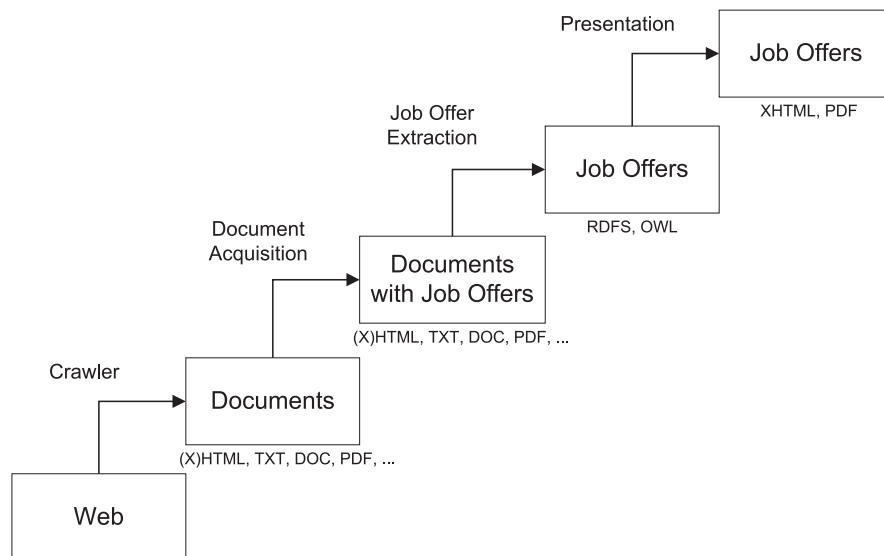 Presentation
Job Offers
XHTML, PDF
Job Offer
Extraction
Job Offers
RDFS, OWL
Document
Acquisition
Documents
with Job Offers
(X)HTML, TXT, DOC, PDF, ...
Crawler
Documents
(X)HTML, TXT, DOC, PDF, ...
Web